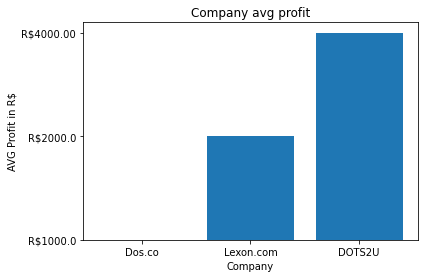 Company avg profit
R$4000.00
R$2000.0
R$1000.0
AVG Profit in R$
Dos.co
Lexon.com
DOTS2U
Company